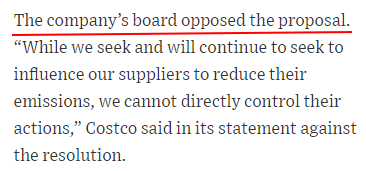 The company’s board opposed the proposal.
“While we seek and will continue to seek to
influence our suppliers to reduce their
emissions, we cannot directly control their
actions,” Costco said in its statement against
the resolution.